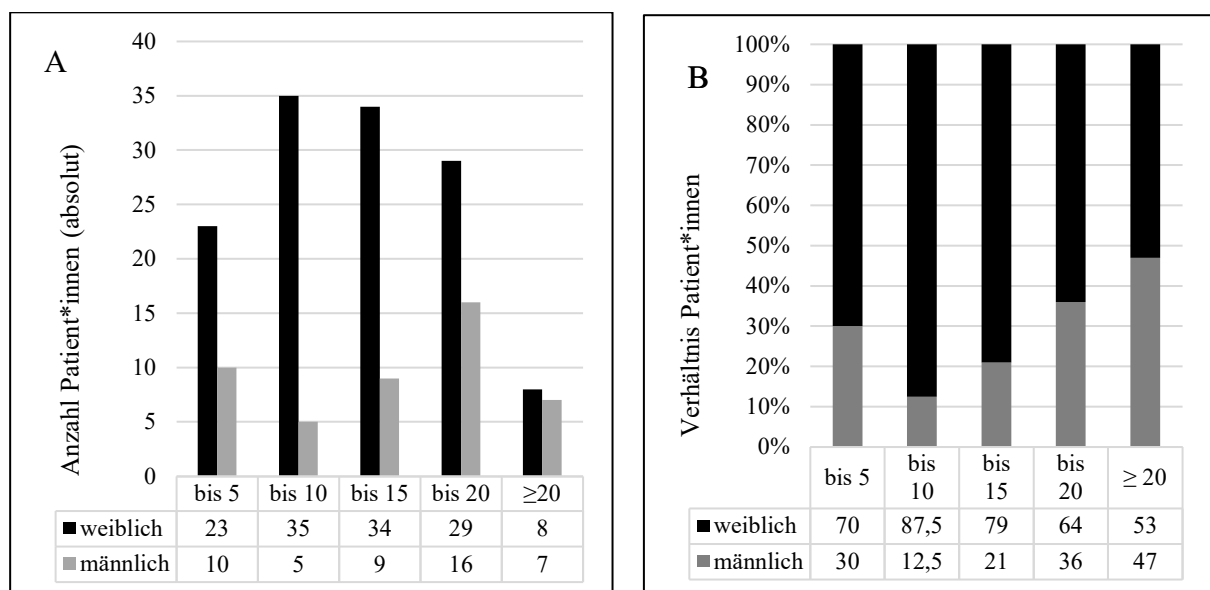 A
Anzahl Patient*innen (absolut)
40
35
30
25
20
15
10
5
0
bis 5 bis 10 bis 15 bis 20 ≥20
weiblich 23 35 34 29 8
männlich 10 5 9 16 7
B
Verhältnis Patient*innen
100%
90%
80%
70%
60%
50%
40%
30%
20%
10%
0%
bis 5 bis 10 bis 15 bis 20 ≥ 20
weiblich 70 87,5 79 64 53
männlich 30 12,5 21 36 47